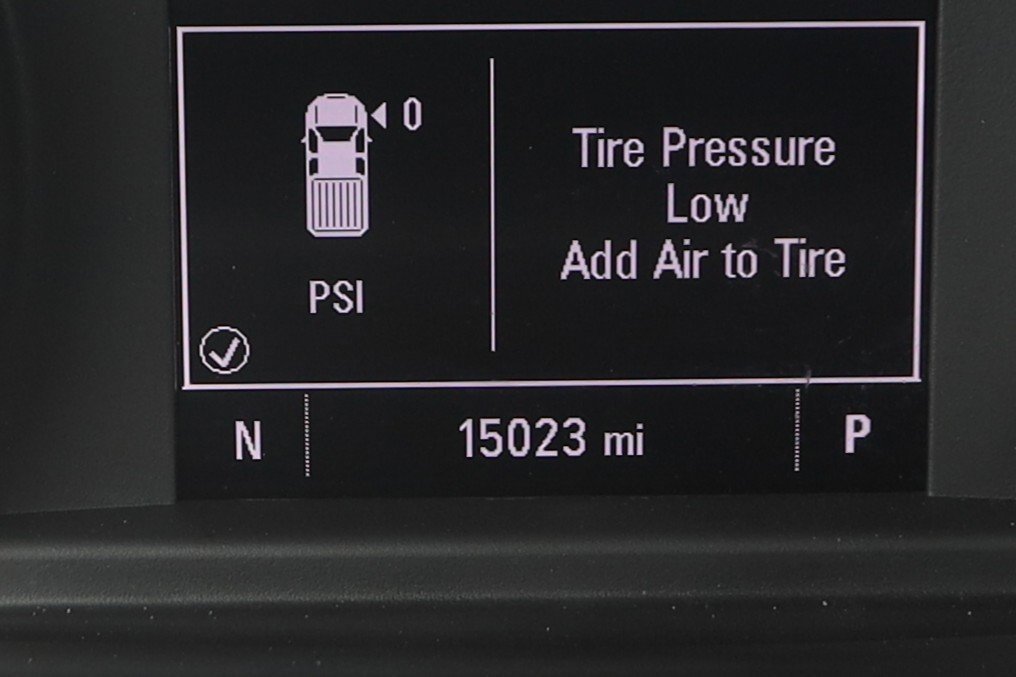 0
PSI
Tire Pressure
Low
Add Air to Tire
N
15023 mi
P